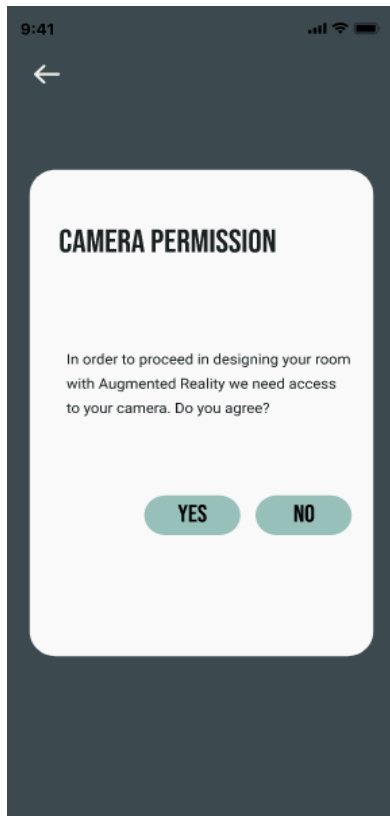 9:41
CAMERA PERMISSION
In order to proceed in designing your room
with Augmented Reality we need access
to your camera. Do you agree?
YES NO